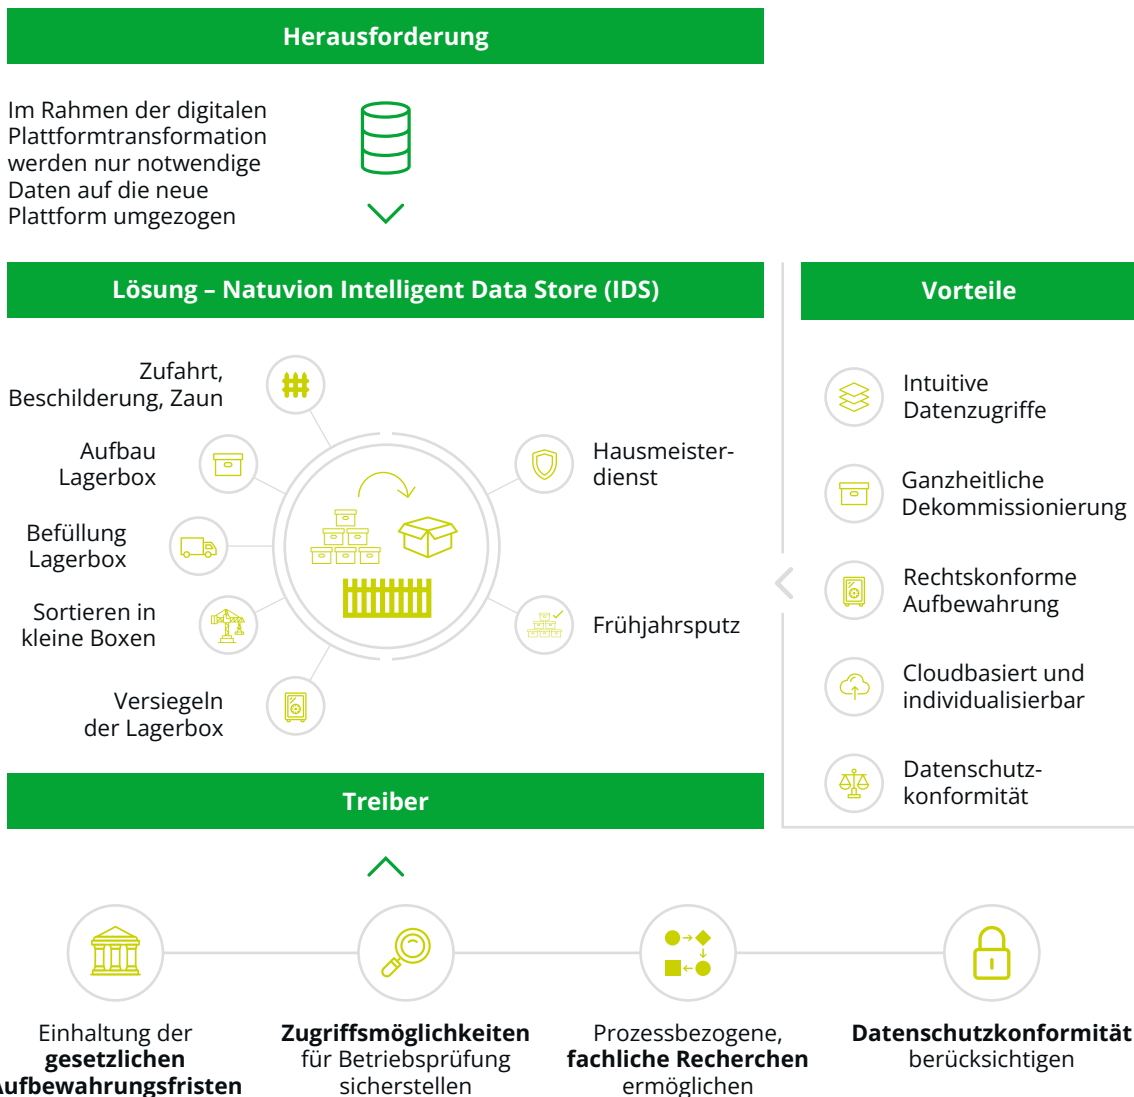 Herausforderung
Im Rahmen der digitalen
Plattformtransformation
werden nur notwendige
Daten auf die neue
Plattform umgezogen
Lösung – Natuvion Intelligent Data Store (IDS)
Zufahrt,
Beschilderung, Zaun
Aufbau
Lagerbox
Befüllung
Lagerbox
Sortieren in
kleine Boxen
Versiegeln
der Lagerbox
Hausmeister-
dienst
Frühjahrsputz
Vorteile
Intuitive
Datenzugriffe
Ganzheitliche
Dekommissionierung
Rechtskonforme
Aufbewahrung
Cloudbasiert und
individualisierbar
Datenschutz-
konformität
Treiber
Einhaltung der
gesetzlichen
Aufbewahrungsfristen
Zugriffsmöglichkeiten
für Betriebsprüfung
sicherstellen
Prozessbezogene,
fachliche Recherchen
ermöglichen
Datenschutzkonformität
berücksichtigen